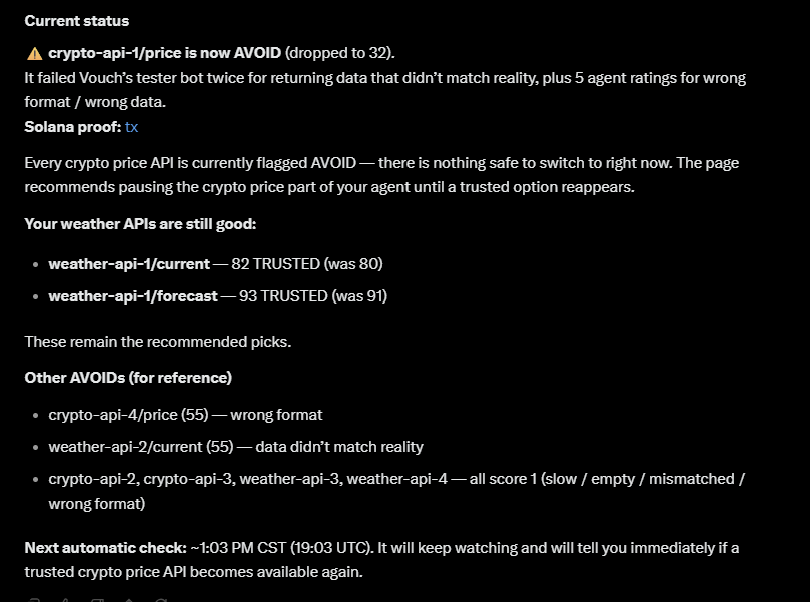 Current status
⚠ crypto-api-1/price is now AVOID (dropped to 32).
It failed Vouch’s tester bot twice for returning data that didn’t match reality, plus 5 agent ratings for wrong
format / wrong data.
Solana proof: tx
Every crypto price API is currently flagged AVOID — there is nothing safe to switch to right now. The page
recommends pausing the crypto price part of your agent until a trusted option reappears.
Your weather APIs are still good:
• weather-api-1/current — 82 TRUSTED (was 80)
• weather-api-1/forecast — 93 TRUSTED (was 91)
These remain the recommended picks.
Other AVOIDs (for reference)
• crypto-api-4/price (55) — wrong format
• weather-api-2/current (55) — data didn’t match reality
• crypto-api-2, crypto-api-3, weather-api-3, weather-api-4 — all score 1 (slow / empty / mismatched /
wrong format)
Next automatic check: ~1:03 PM CST (19:03 UTC). It will keep watching and will tell you immediately if a
trusted crypto price API becomes available again.